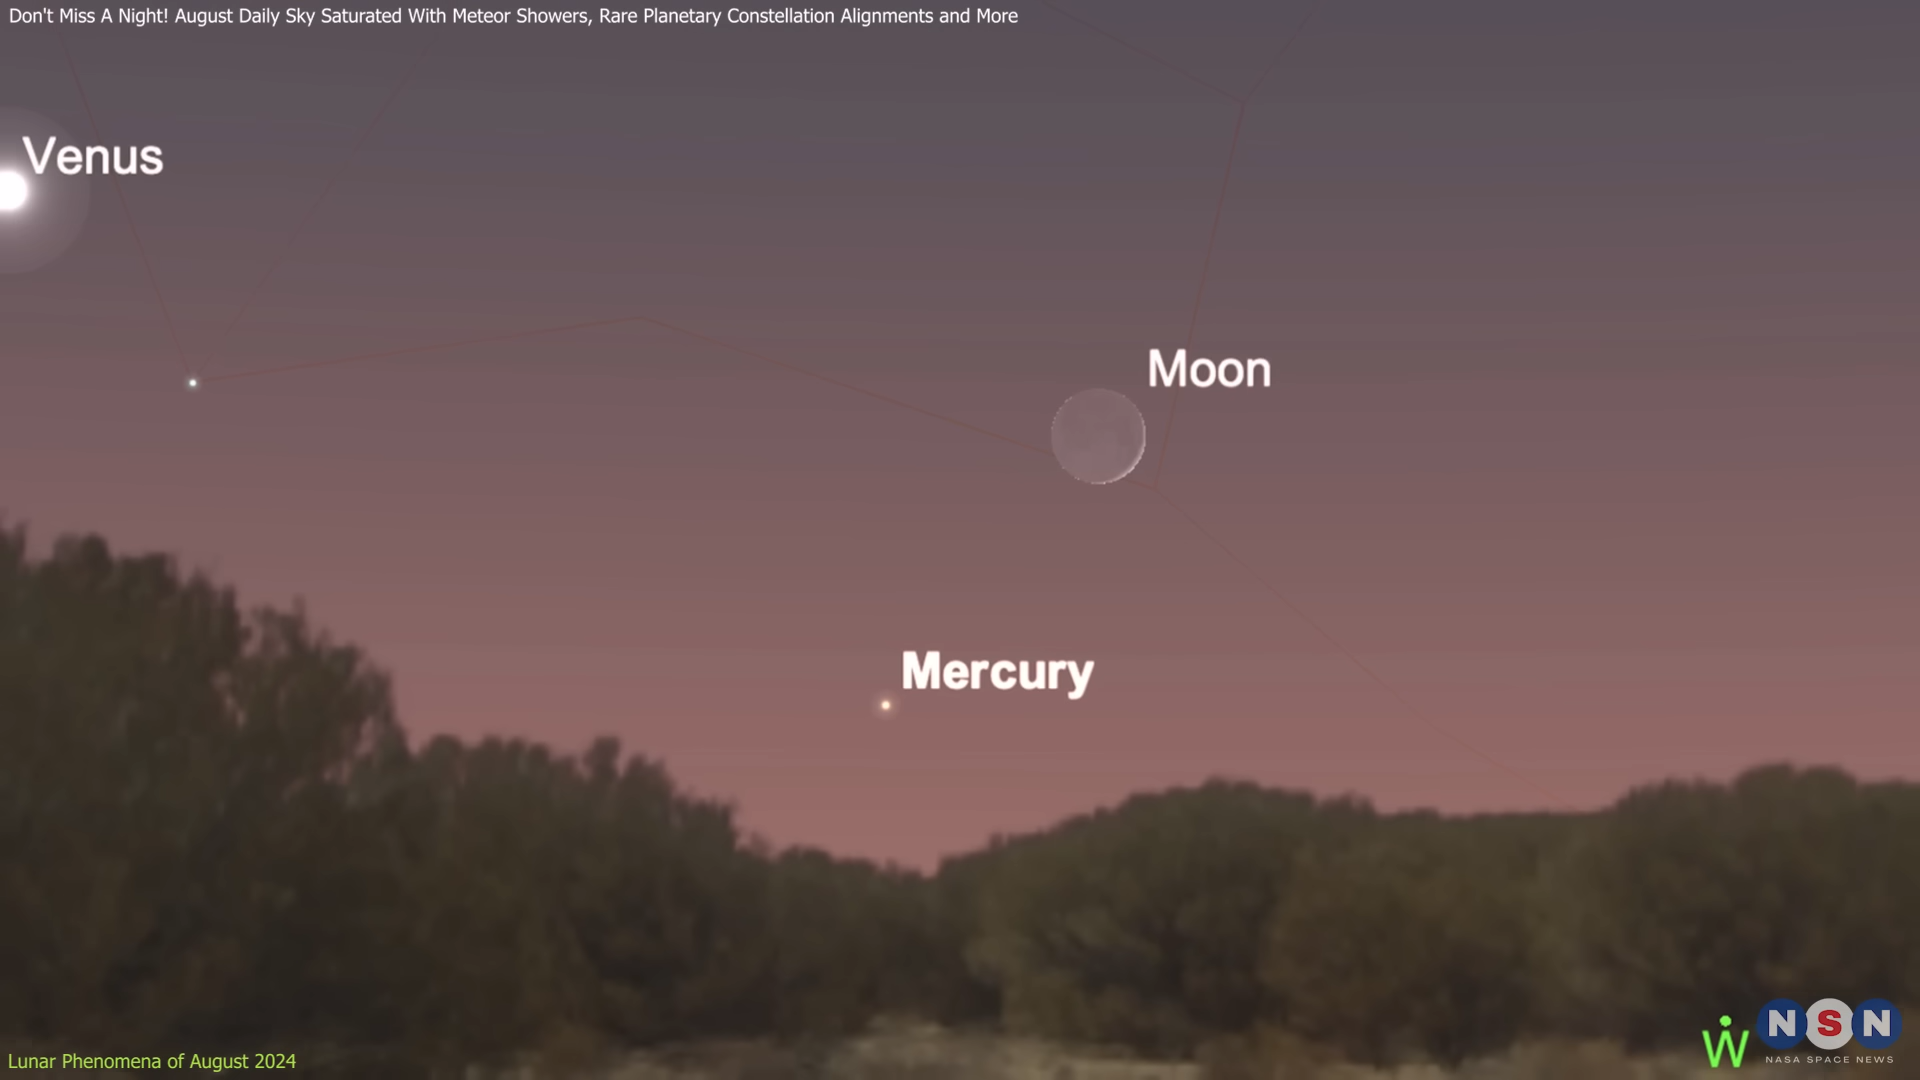 Don't Miss A Night! August Daily Sky Saturated With Meteor Showers, Rare Planetary Constellation Alignments and More
Venus
Moon
Mercury
Lunar Phenomena of August 2024
W
NSN
NASA SPACE NEWS